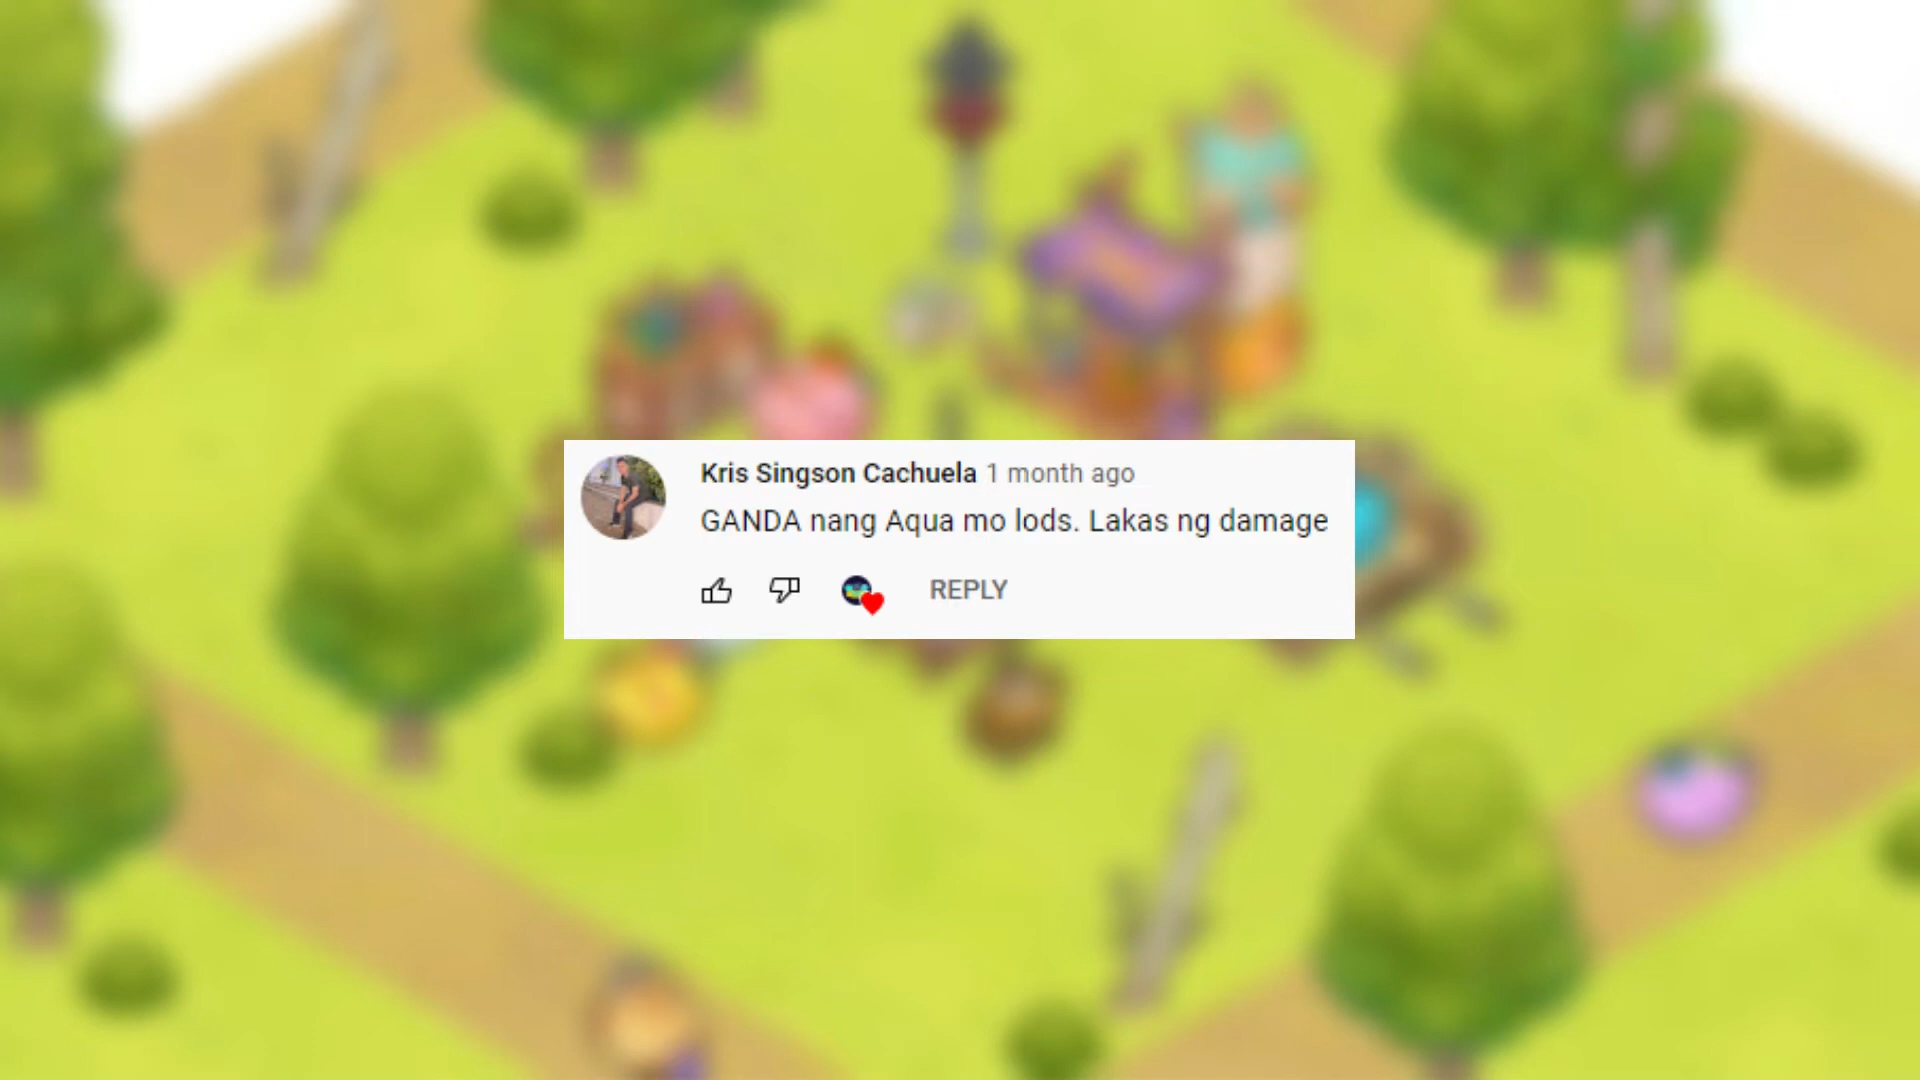 Kris Singson Cachuela 1 month ago
GANDA nang Aqua mo lods. Lakas ng damage
REPLY